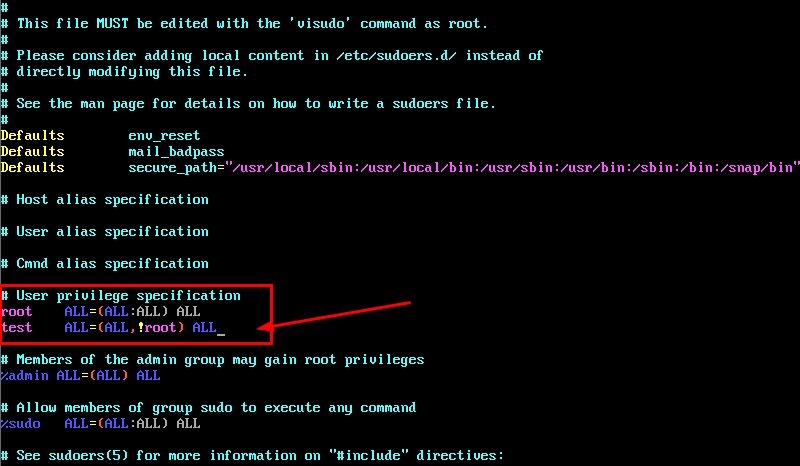 #
# This file MUST be edited with the 'visudo' command as root.
#
# Please consider adding local content in /etc/sudoers.d/ instead of
# directly modifying this file.
#
# See the man page for details on how to write a sudoers file.
#
Defaults        env_reset
Defaults        mail_badpass
Defaults        secure_path="/usr/local/sbin:/usr/local/bin:/usr/sbin:/usr/bin:/sbin:/bin:/snap/bin"
# Host alias specification
# User alias specification
# Cmnd alias specification
# User privilege specification
root    ALL=(ALL:ALL) ALL
test    ALL=(ALL,!root) ALL_
# Members of the admin group may gain root privileges
%admin ALL=(ALL) ALL
# Allow members of group sudo to execute any command
%sudo   ALL=(ALL:ALL) ALL
# See sudoers(5) for more information on "#include" directives: